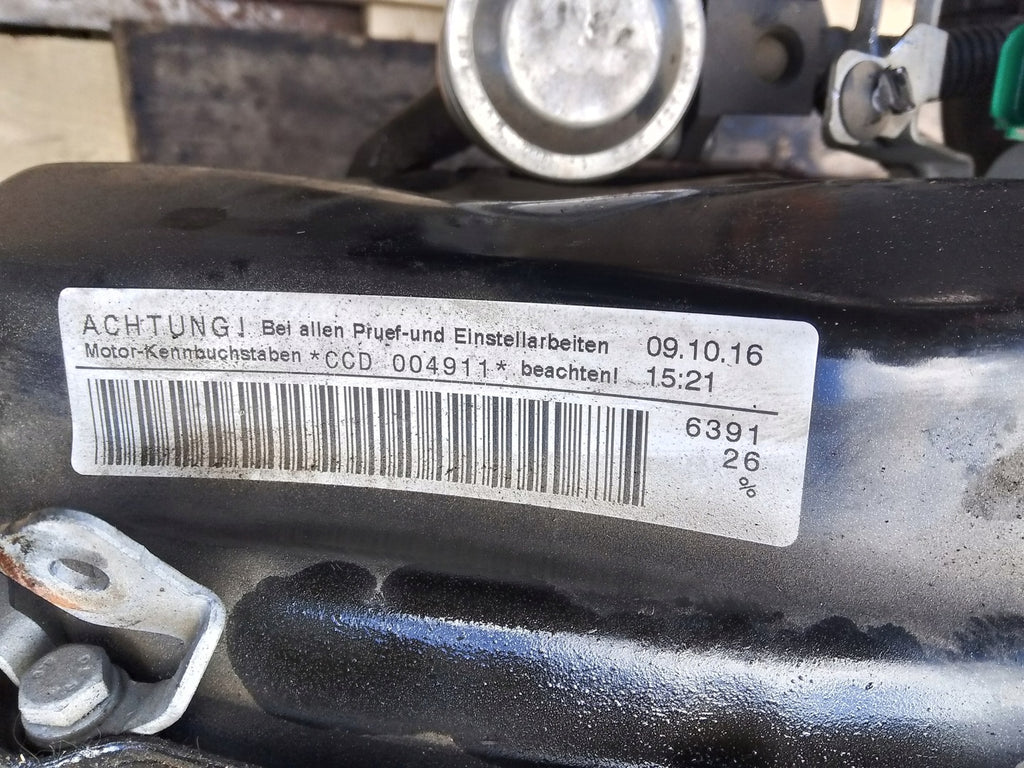 ACHTUNG! Bei allen Pruef-und Einstellarbeiten 09.10.16
Motor-Kennbuchstaben *CCD 004911* beachten! 15:21
6391
26
%